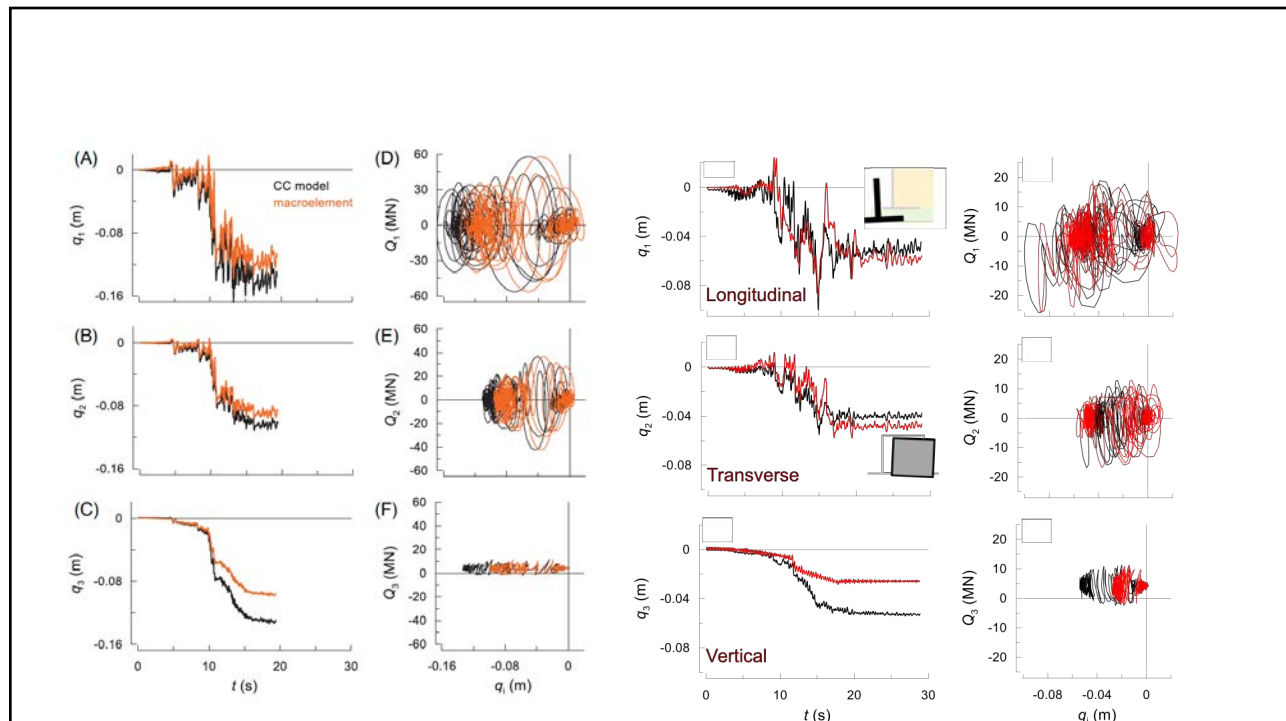 (A)
0
-0.08
-0.16
q1 (m)
CC model
macroelement
(D)
60
40
20
0
-20
-40
-60
Q1 (MN)
0
-0.04
-0.08
q1 (m)
Longitudinal
20
10
0
-10
-20
Q1 (MN)
(B)
0
-0.08
-0.16
q2 (m)
(E)
60
40
20
0
-20
-40
-60
Q2 (MN)
0
-0.04
-0.08
q2 (m)
Transverse
20
10
0
-10
-20
Q2 (MN)
(C)
0
-0.08
-0.16
q3 (m)
0 10 20 30
t (s)
(F)
60
40
20
0
-20
-40
-60
Q3 (MN)
-0.16 -0.08 0
qi (m)
0
-0.04
-0.08
q3 (m)
Vertical
0 10 20 30
t (s)
20
10
0
-10
-20
Q3 (MN)
-0.08 -0.04 0
qi (m)